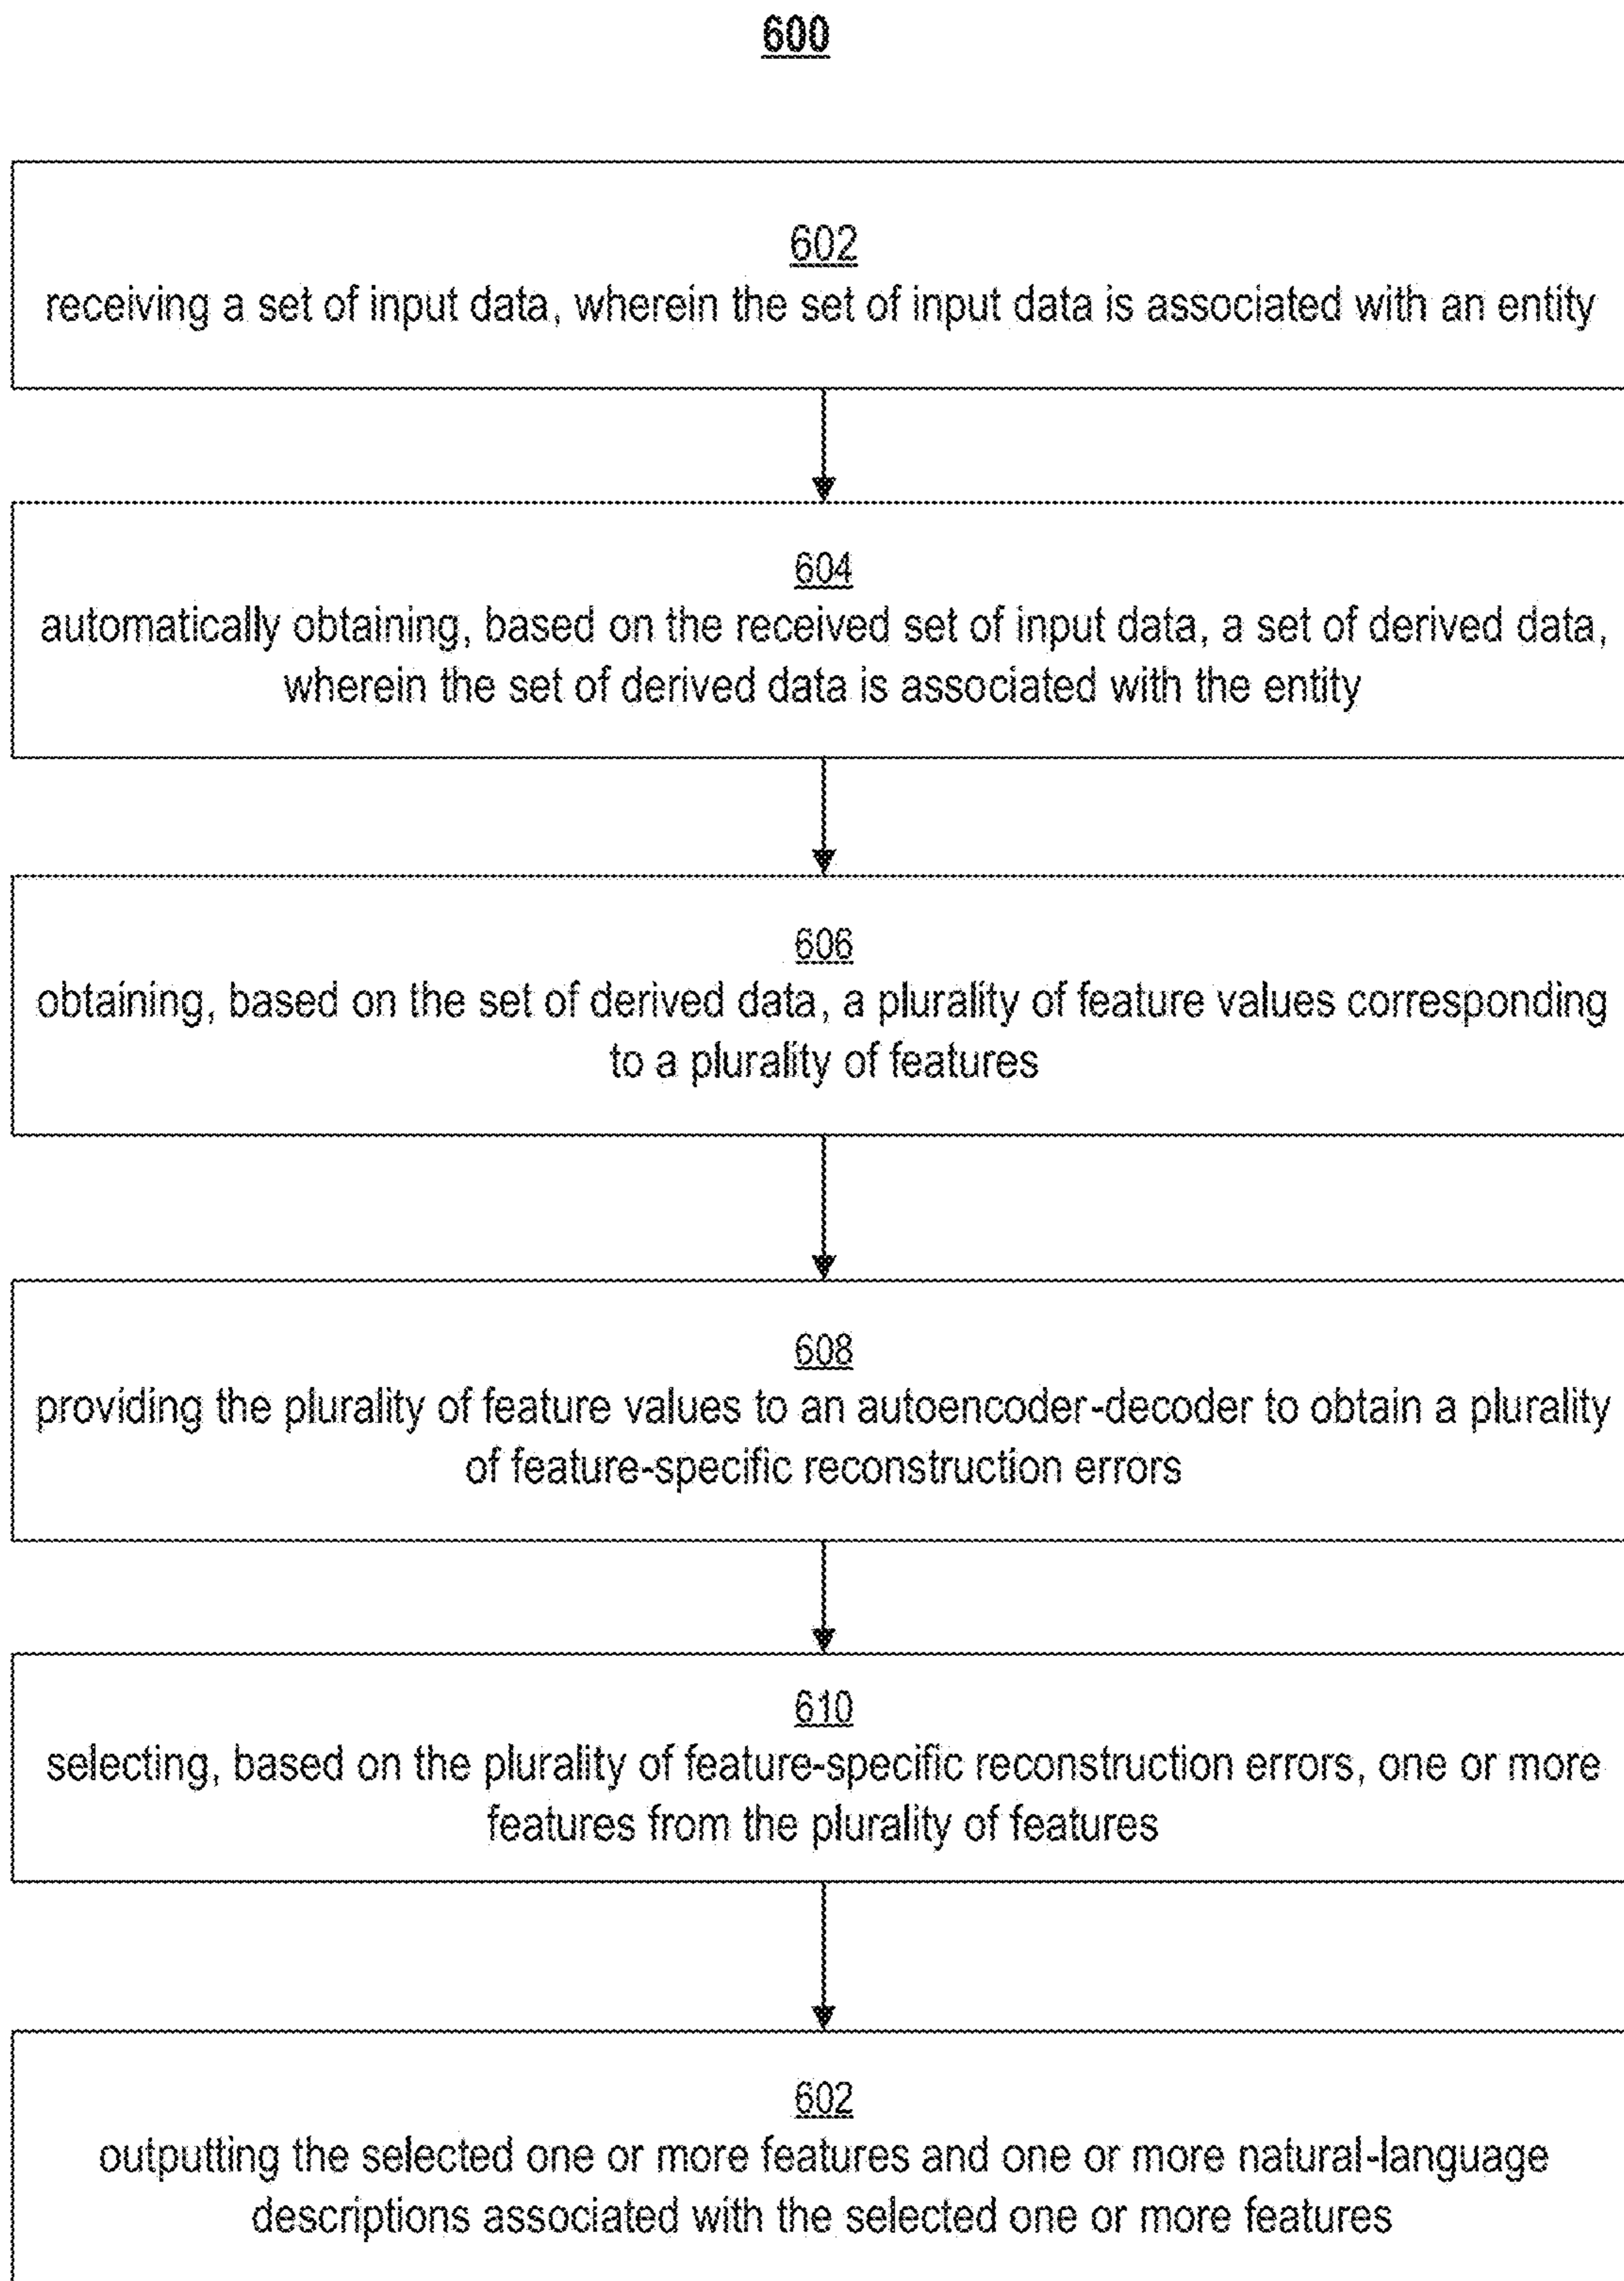 600
602
receiving a set of input data, wherein the set of input data is associated with an entity
604
automatically obtaining, based on the received set of input data, a set of derived data,
wherein the set of derived data is associated with the entity
606
obtaining, based on the set of derived data, a plurality of feature values corresponding
to a plurality of features
608
providing the plurality of feature values to an autoencoder-decoder to obtain a plurality
of feature-specific reconstruction errors
610
selecting, based on the plurality of feature-specific reconstruction errors, one or more
features from the plurality of features
602
outputting the selected one or more features and one or more natural-language
descriptions associated with the selected one or more features